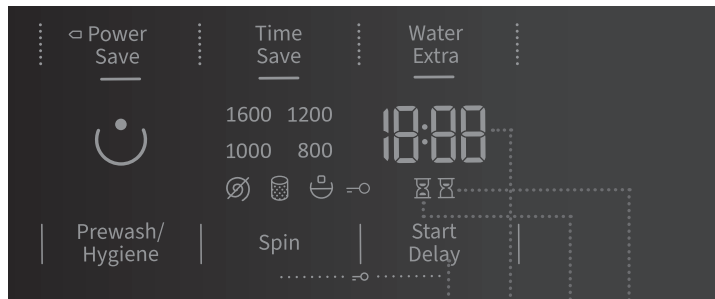 Power Time Water
Save Save Extra
1600 1200 18:88
1000 800
Prewash/ Spin Start
Hygiene Delay